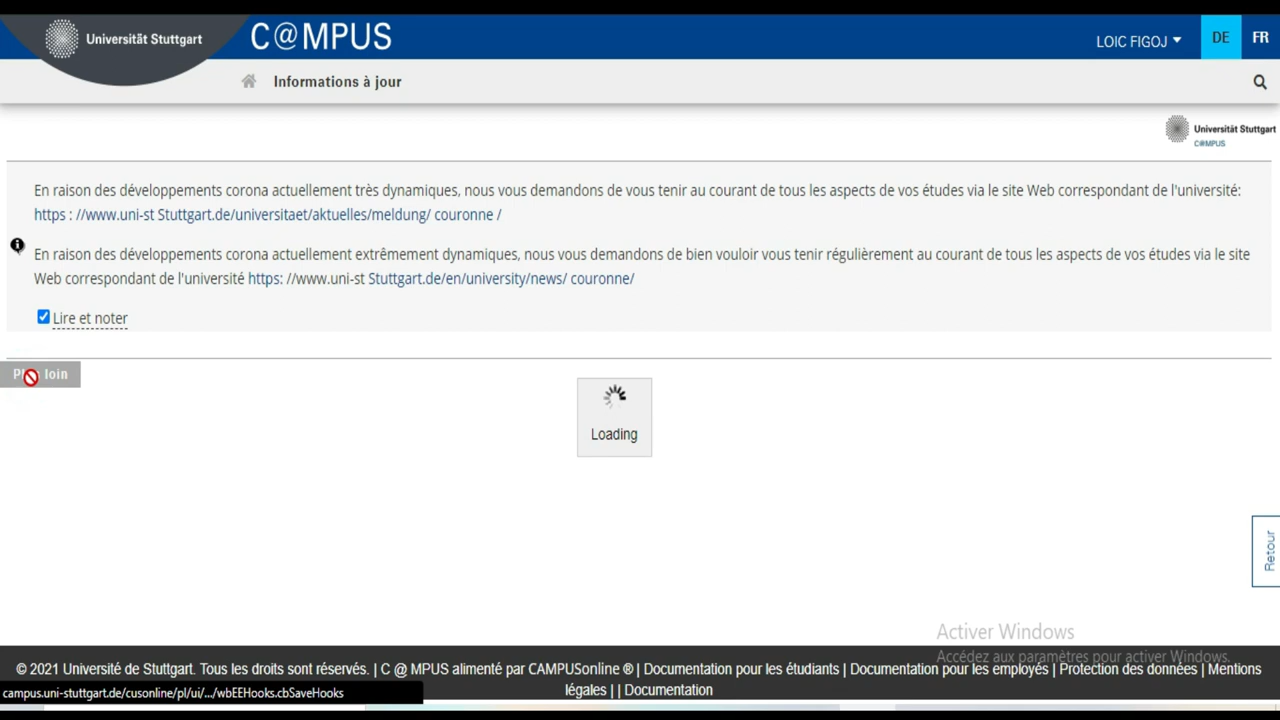 Universität Stuttgart
C@MPUS
LOIC FIGOJ
DE
FR
Informations à jour
Universität Stuttgart
C@MPUS
En raison des développements corona actuellement très dynamiques, nous vous demandons de vous tenir au courant de tous les aspects de vos études via le site Web correspondant de l'université:
https : //www.uni-st Stuttgart.de/universitaet/aktuelles/meldung/ couronne /
En raison des développements corona actuellement extrêmement dynamiques, nous vous demandons de bien vouloir vous tenir régulièrement au courant de tous les aspects de vos études via le site
Web correspondant de l'université https: //www.uni-st Stuttgart.de/en/university/news/ couronne/
Lire et noter
loin
Loading
Retour
Activer Windows
Accédez aux paramètres pour activer Windows.
© 2021 Université de Stuttgart. Tous les droits sont réservés. | C @ MPUS alimenté par CAMPUSonline ® | Documentation pour les étudiants | Documentation pour les employés | Protection des données | Mentions
légales | | Documentation
campus.uni-stuttgart.de/cusonline/pl/ui/.../wbEEHooks.cbSaveHooks